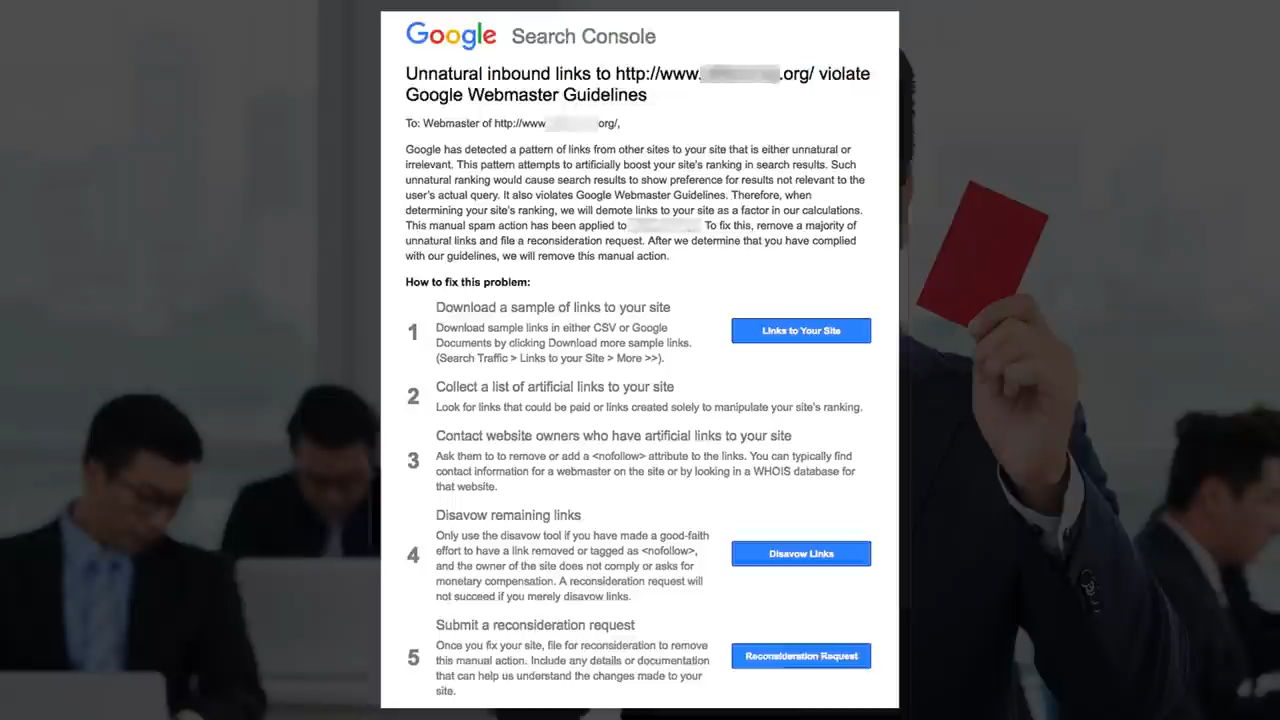 Google Search Console
Unnatural inbound links to http://www. .org/ violate
Google Webmaster Guidelines
To: Webmaster of http://www org/,
Google has detected a pattern of links from other sites to your site that is either unnatural or
irrelevant. This pattern attempts to artificially boost your site's ranking in search results. Such
unnatural ranking would cause search results to show preference for results not relevant to the
user's actual query. It also violates Google Webmaster Guidelines. Therefore, when
determining your site's ranking, we will demote links to your site as a factor in our calculations.
This manual spam action has been applied to To fix this, remove a majority of
unnatural links and file a reconsideration request. After we determine that you have complied
with our guidelines, we will remove this manual action.
How to fix this problem:
Download a sample of links to your site
1 Download sample links in either CSV or Google
Documents by clicking Download more sample links.
(Search Traffic > Links to your Site > More >>).
Links to Your Site
Collect a list of artificial links to your site
2 Look for links that could be paid or links created solely to manipulate your site's ranking.
Contact website owners who have artificial links to your site
3 Ask them to to remove or add a <nofollow> attribute to the links. You can typically find
contact information for a webmaster on the site or by looking in a WHOIS database for
that website.
Disavow remaining links
4 Only use the disavow tool if you have made a good-faith
effort to have a link removed or tagged as <nofollow>,
and the owner of the site does not comply or asks for
monetary compensation. A reconsideration request will
not succeed if you merely disavow links.
Disavow Links
Submit a reconsideration request
5 Once you fix your site, file for reconsideration to remove
this manual action. Include any details or documentation
that can help us understand the changes made to your
site.
Reconsideration Request